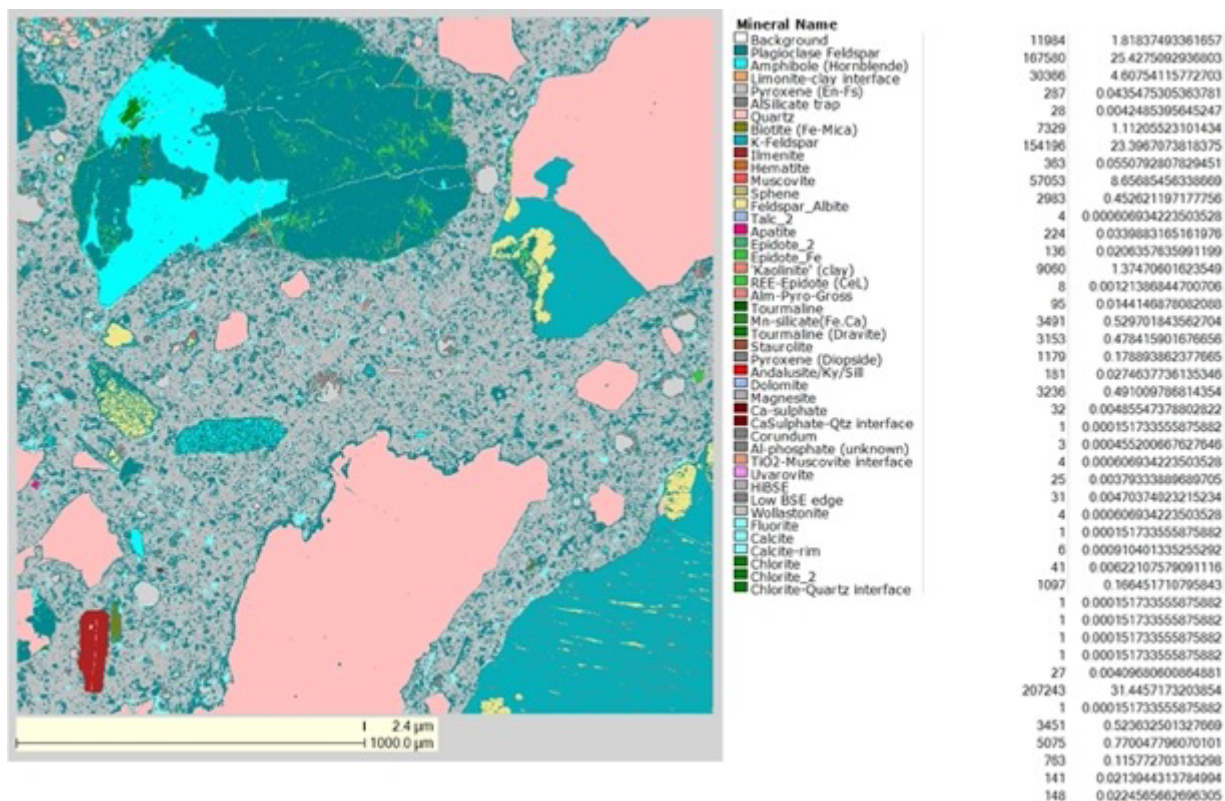 Mineral Name
Background
Plagioclase Feldspar
Amphibole (Hornblende)
Limonite-clay interface
Pyroxene (En-Fs)
AlSilicate trap
Quartz
Biotite (Fe-Mica)
K-Feldspar
Ilmenite
Hematite
Muscovite
Sphene
Feldspar_Albite
Talc_2
Apatite
Epidote_2
Epidote_Fe
'Kaolinite' (clay)
REE-Epidote (CeL)
Alm-Pyro-Gross
Tourmaline
Mn-silicate(Fe.Ca)
Tourmaline (Dravite)
Staurolite
Pyroxene (Diopside)
Andalusite/Ky/Sill
Dolomite
Magnesite
Ca-sulphate
CaSulphate-Qtz interface
Corundum
Al-phosphate (unknown)
TiO2-Muscovite interface
Uvarovite
HiBSE
Low BSE edge
Wollastonite
Fluorite
Calcite
Calcite-rim
Chlorite
Chlorite_2
Chlorite-Quartz interface
11984 1.81837493361657
167580 25.4275092936803
30366 4.60754115772703
287 0.0435475305363781
28 0.0042485395645247
7329 1.11205523101434
154196 23.3967073818375
363 0.0550792807829451
57053 8.65685456338669
2983 0.452621197177756
4 0.000606934223503528
224 0.0339883165161976
136 0.0206357635991199
9060 1.37470601623549
8 0.00121386844700706
95 0.0144146878082088
3491 0.529701843562704
3153 0.478415901676656
1179 0.178893862377665
181 0.0274637736135346
3236 0.491009786814354
32 0.00485547378802822
1 0.000151733555875882
3 0.000455200667627646
4 0.000606934223503528
25 0.00379333889689705
31 0.00470374023215234
4 0.000606934223503528
1 0.000151733555875882
6 0.000910401335255292
41 0.00622107579091116
1097 0.166451710795843
1 0.000151733555875882
1 0.000151733555875882
1 0.000151733555875882
1 0.000151733555875882
27 0.00409680600864881
207243 31.4457173203854
1 0.000151733555875882
3451 0.523632501327669
5075 0.770047796070101
763 0.115772703133298
141 0.0213944313784994
148 0.0224565662696305
2.4 µm
1000.0 µm